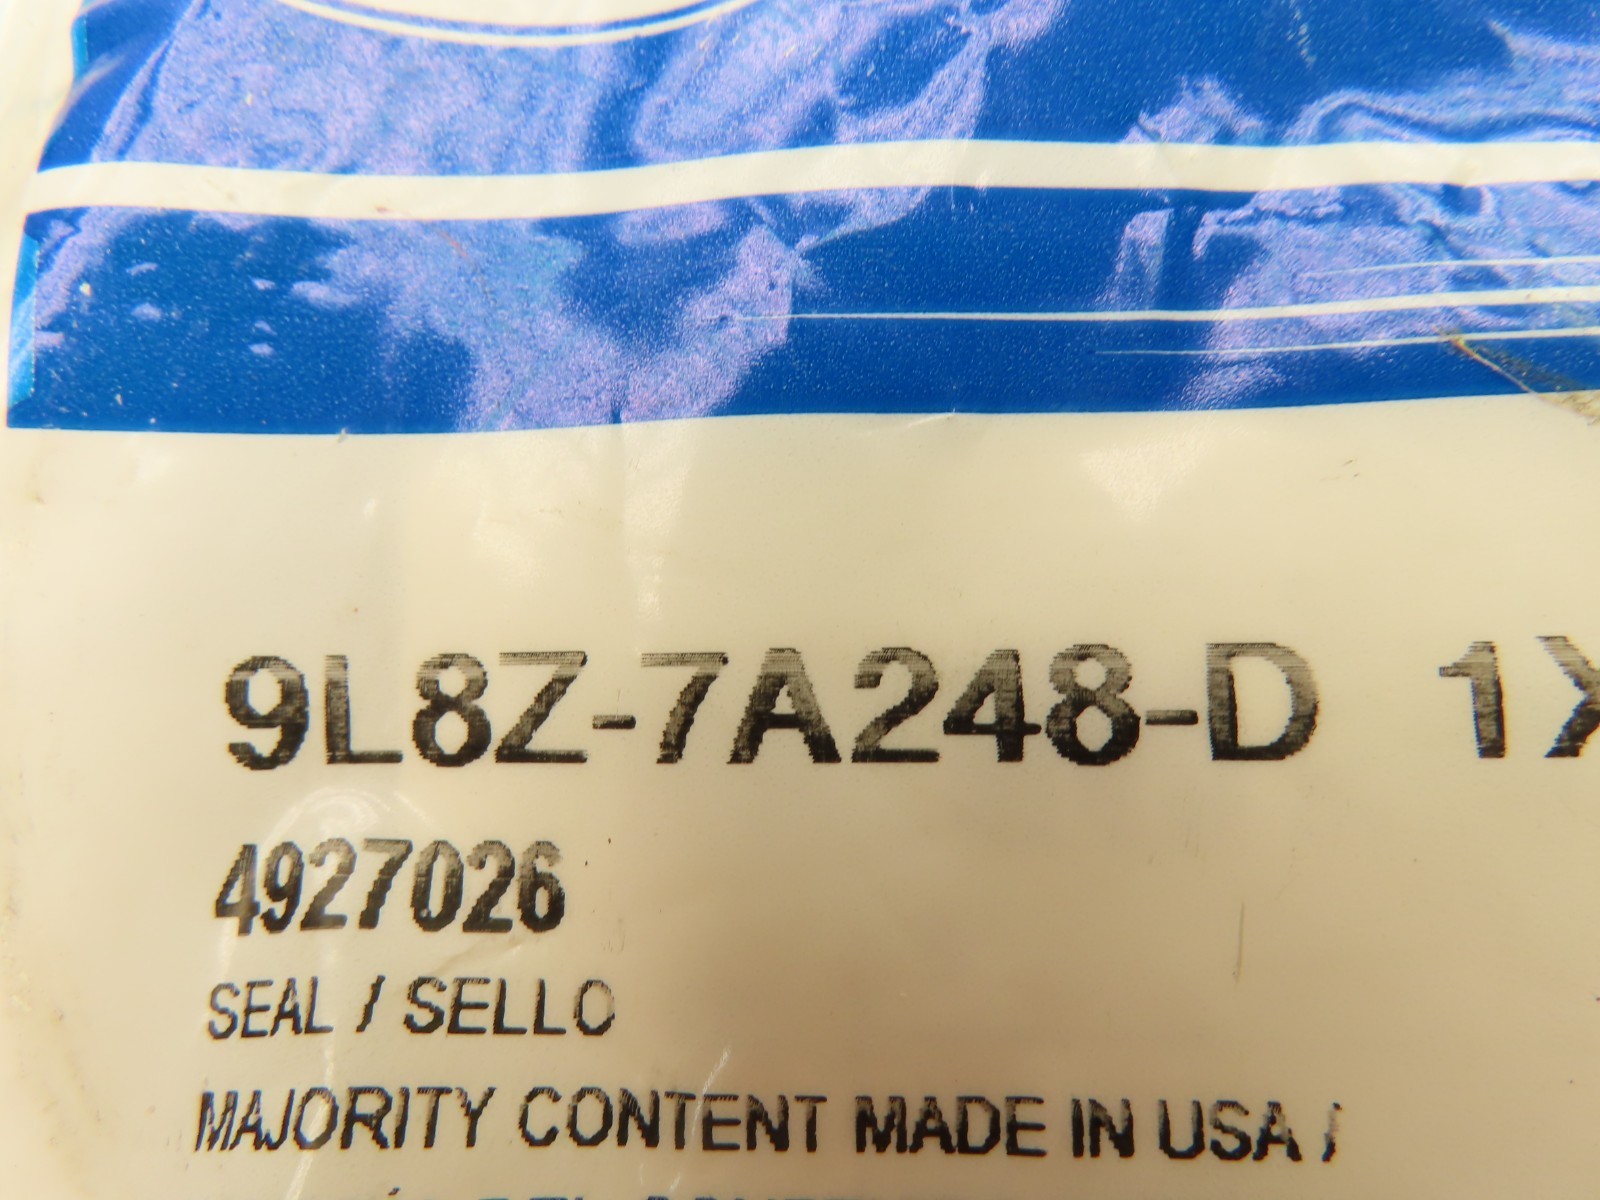 9L8Z-7A248-D 1X
4927026
SEAL / SELLO
MAJORITY CONTENT MADE IN USA /